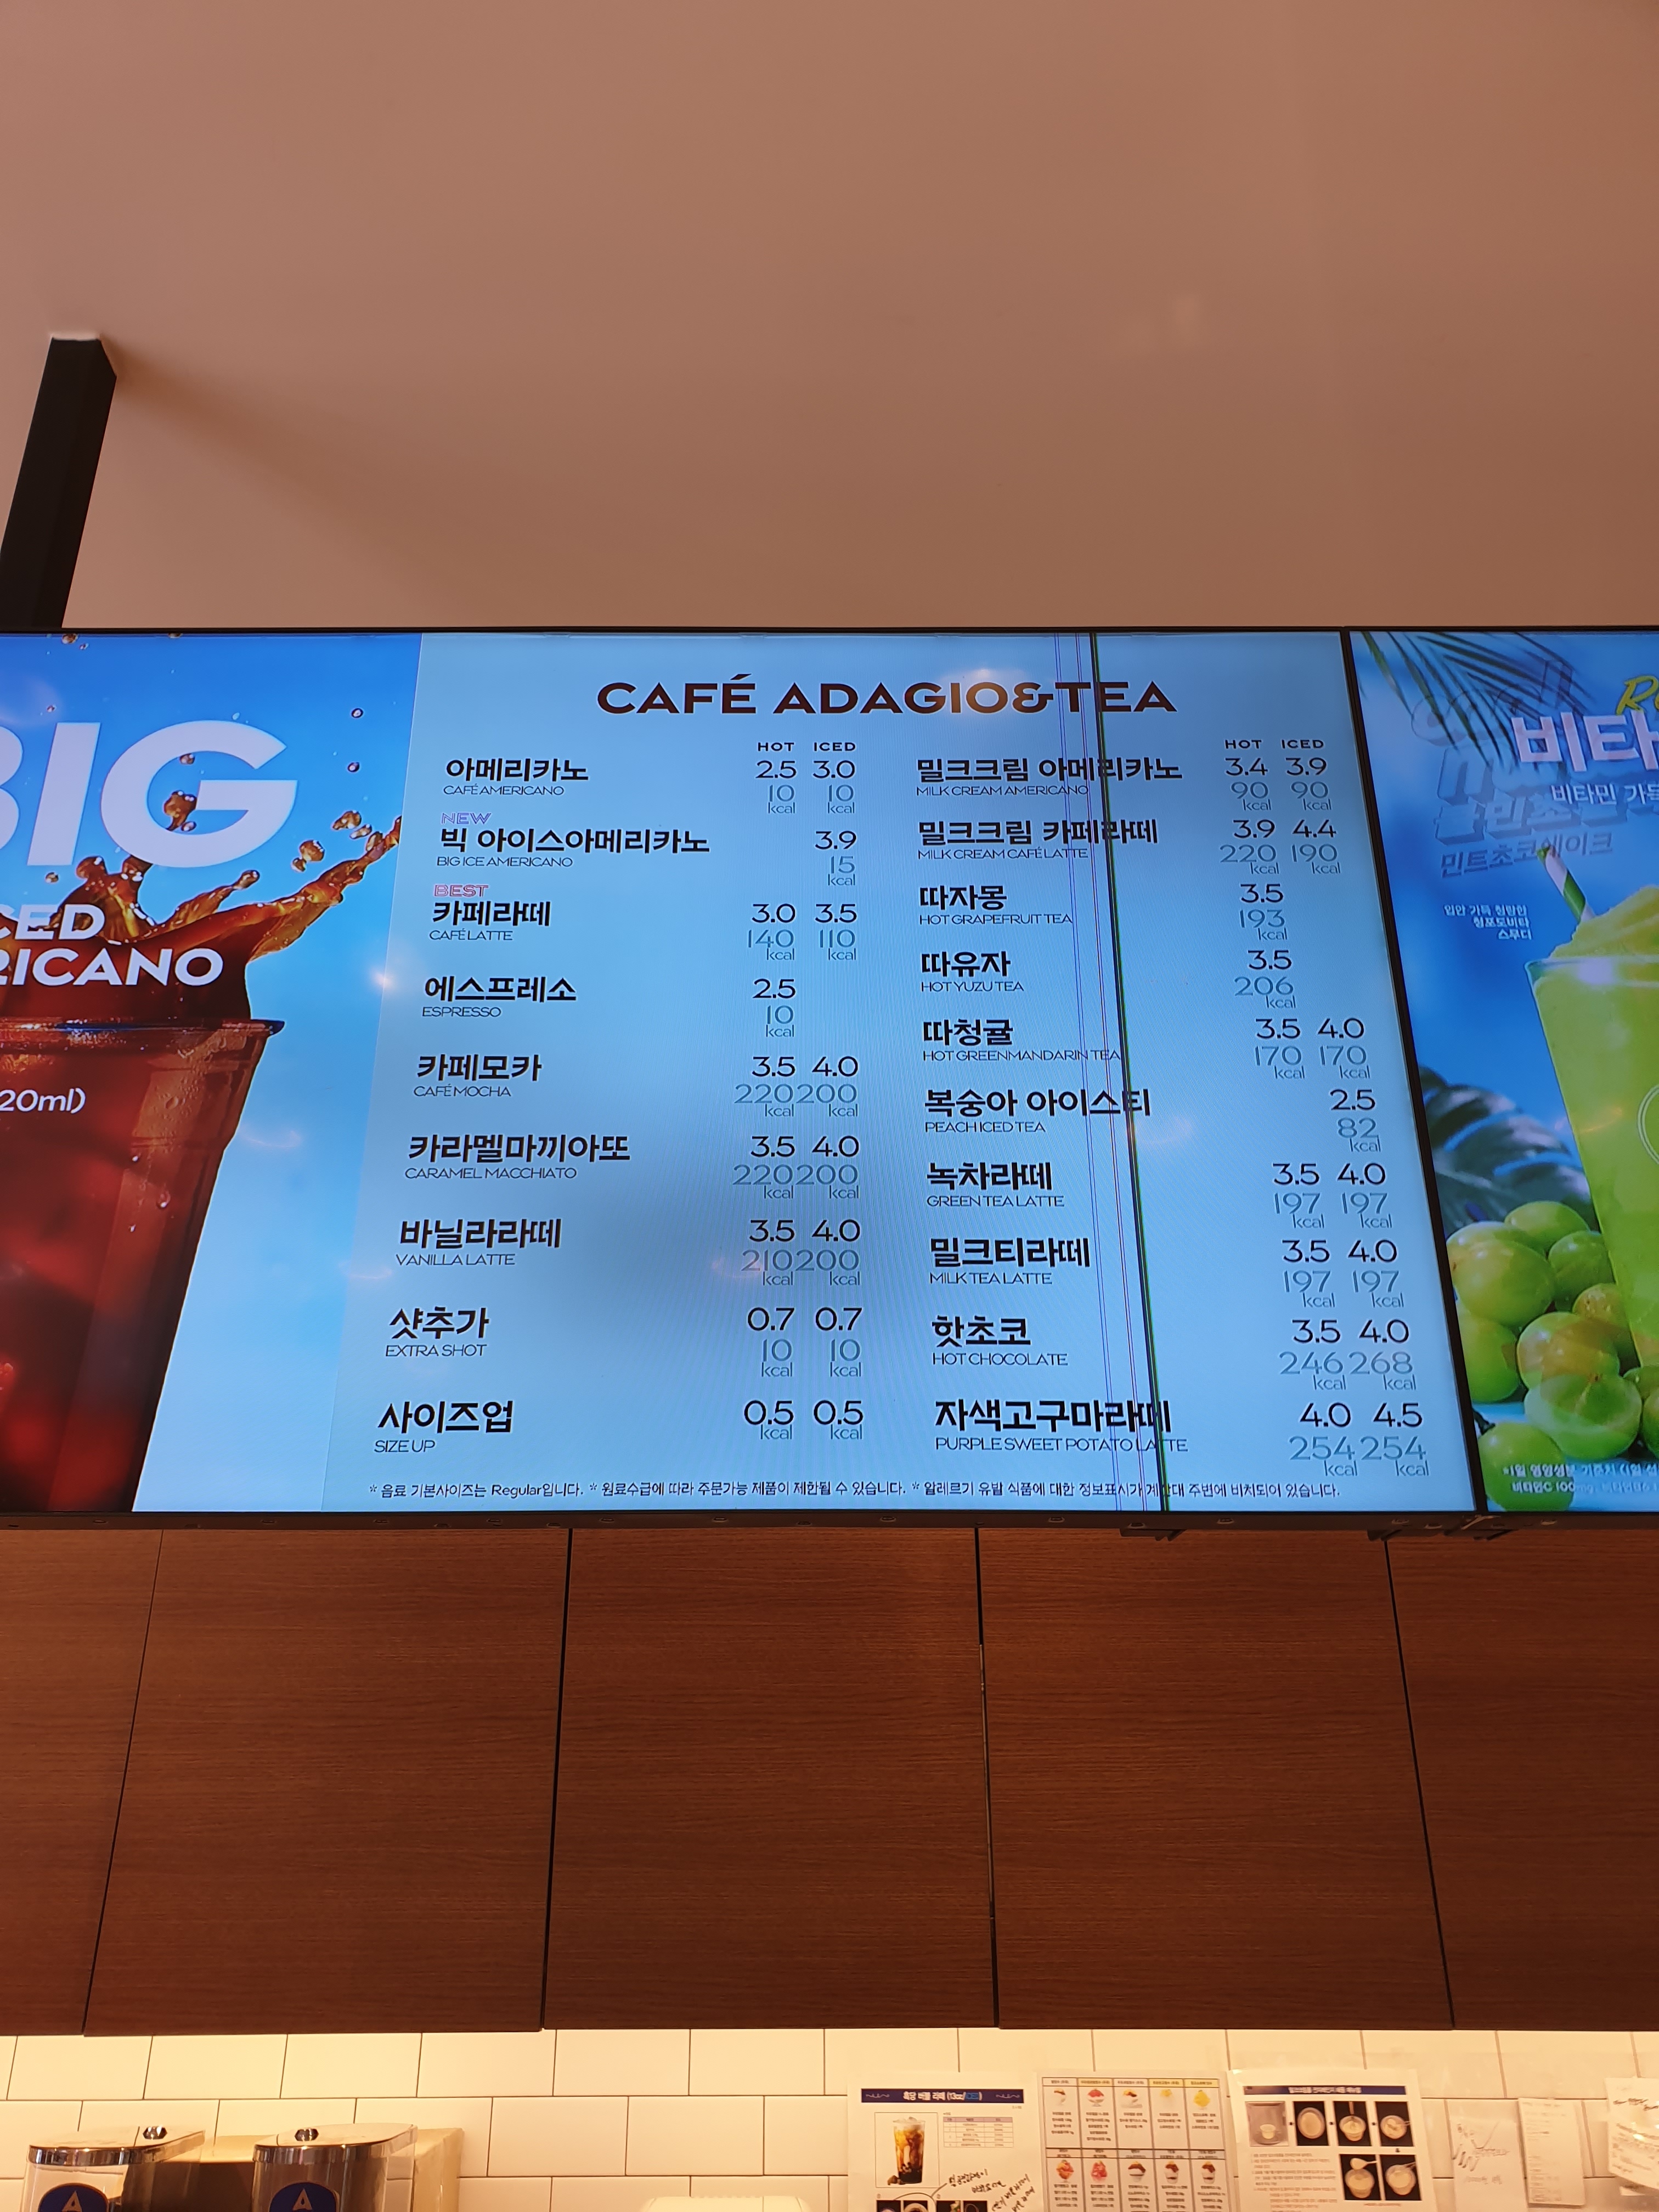 BIG
ICANO
20ml)
CAFÉ ADAGIO&TEA
HOT ICED
아메리카노 2.5 3.0
CAFÉ AMERICANO 10 kcal 10 kcal
NEW
빅 아이스아메리카노 3.9
BIG ICE AMERICANO 15 kcal
BEST
카페라떼 3.0 3.5
CAFÉ LATTE 140 kcal 110 kcal
에스프레소 2.5
ESPRESSO 10 kcal
카페모카 3.5 4.0
CAFÉ MOCHA 220 kcal 200 kcal
카라멜마끼아또 3.5 4.0
CARAMEL MACCHIATO 220 kcal 200 kcal
바닐라라떼 3.5 4.0
VANILLA LATTE 210 kcal 200 kcal
샷추가 0.7 0.7
EXTRA SHOT 10 kcal 10 kcal
사이즈업 0.5 0.5
SIZE UP kcal kcal
HOT ICED
밀크크림 아메리카노 3.4 3.9
MILK CREAM AMERICANO 90 kcal 90 kcal
밀크크림 카페라떼 3.9 4.4
MILK CREAM CAFÉ LATTE 220 kcal 190 kcal
따자몽 3.5
HOT GRAPEFRUIT TEA 193 kcal
따유자 3.5
HOT YUZU TEA 206 kcal
따청귤 3.5 4.0
HOT GREENMANDARIN TEA 170 kcal 170 kcal
복숭아 아이스티 2.5
PEACH ICED TEA 82 kcal
녹차라떼 3.5 4.0
GREEN TEA LATTE 197 kcal 197 kcal
밀크티라떼 3.5 4.0
MILK TEA LATTE 197 kcal 197 kcal
핫초코 3.5 4.0
HOT CHOCOLATE 246 kcal 268 kcal
자색고구마라떼 4.0 4.5
PURPLE SWEET POTATO LATTE 254 kcal 254 kcal
* 음료 기본사이즈는 Regular입니다. * 원료수급에 따라 주문가능 제품이 제한될 수 있습니다. * 알레르기 유발 식품에 대한 정보표시가 계산대 주변에 비치되어 있습니다.
비타
비타민 가득
민트초코쉐이크
입안 가득 청량한
청포도비타
스무디